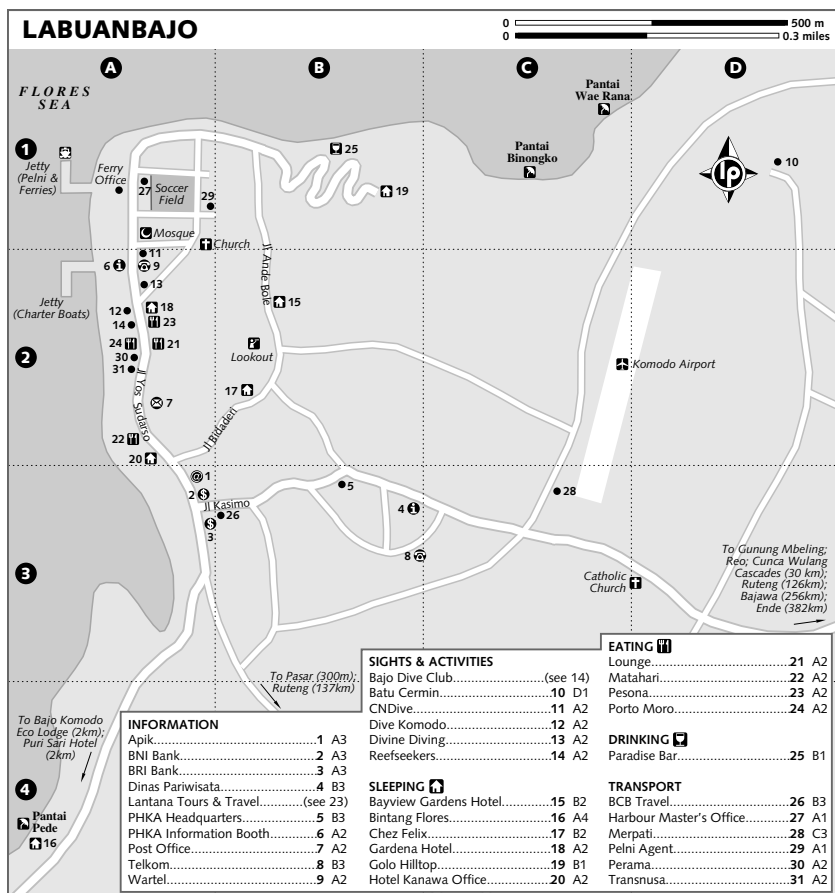 LABUANBAJO
0 500 m
0 0.3 miles
A
B
C
D
1
2
3
4
FLORES
SEA
Jetty
(Pelni &
Ferries)
Ferry
Office
27
Soccer
Field
29
25
19
Pantai
Wae Rana
Pantai
Binongko
lp
10
Mosque
Church
11
6
9
13
Jetty
(Charter Boats)
12
18
14
23
24
21
30
31
Jl Yos Sudarso
7
22
20
Jl Ande Bole
15
Lookout
17
Jl Bidaderi
Komodo Airport
@ 1
2 $
Jl Kasimo
26
$
3
5
4
8
28
Catholic
Church
To Gunung Mbeling;
Reo; Cunca Wulang
Cascades (30 km);
Ruteng (126km);
Bajawa (256km);
Ende (382km)
To Pasar (300m);
Ruteng (137km)
To Bajo Komodo
Eco Lodge (2km);
Puri Sari Hotel
(2km)
Pantai
Pede
16
INFORMATION
Apik...1 A3
BNI Bank...2 A3
BRI Bank...3 A3
Dinas Pariwisata...4 B3
Lantana Tours & Travel...(see 23)
PHKA Headquarters...5 B3
PHKA Information Booth...6 A2
Post Office...7 A2
Telkom...8 B3
Wartel...9 A2
SIGHTS & ACTIVITIES
Bajo Dive Club...(see 14)
Batu Cermin...10 D1
CNDive...11 A2
Dive Komodo...12 A2
Divine Diving...13 A2
Reefseekers...14 A2
SLEEPING
Bayview Gardens Hotel...15 B2
Bintang Flores...16 A4
Chez Felix...17 B2
Gardena Hotel...18 A2
Golo Hilltop...19 B1
Hotel Kanawa Office...20 A2
EATING
Lounge...21 A2
Matahari...22 A2
Pesona...23 A2
Porto Moro...24 A2
DRINKING
Paradise Bar...25 B1
TRANSPORT
BCB Travel...26 B3
Harbour Master's Office...27 A1
Merpati...28 C3
Pelni Agent...29 A1
Perama...30 A2
Transnusa...31 A2